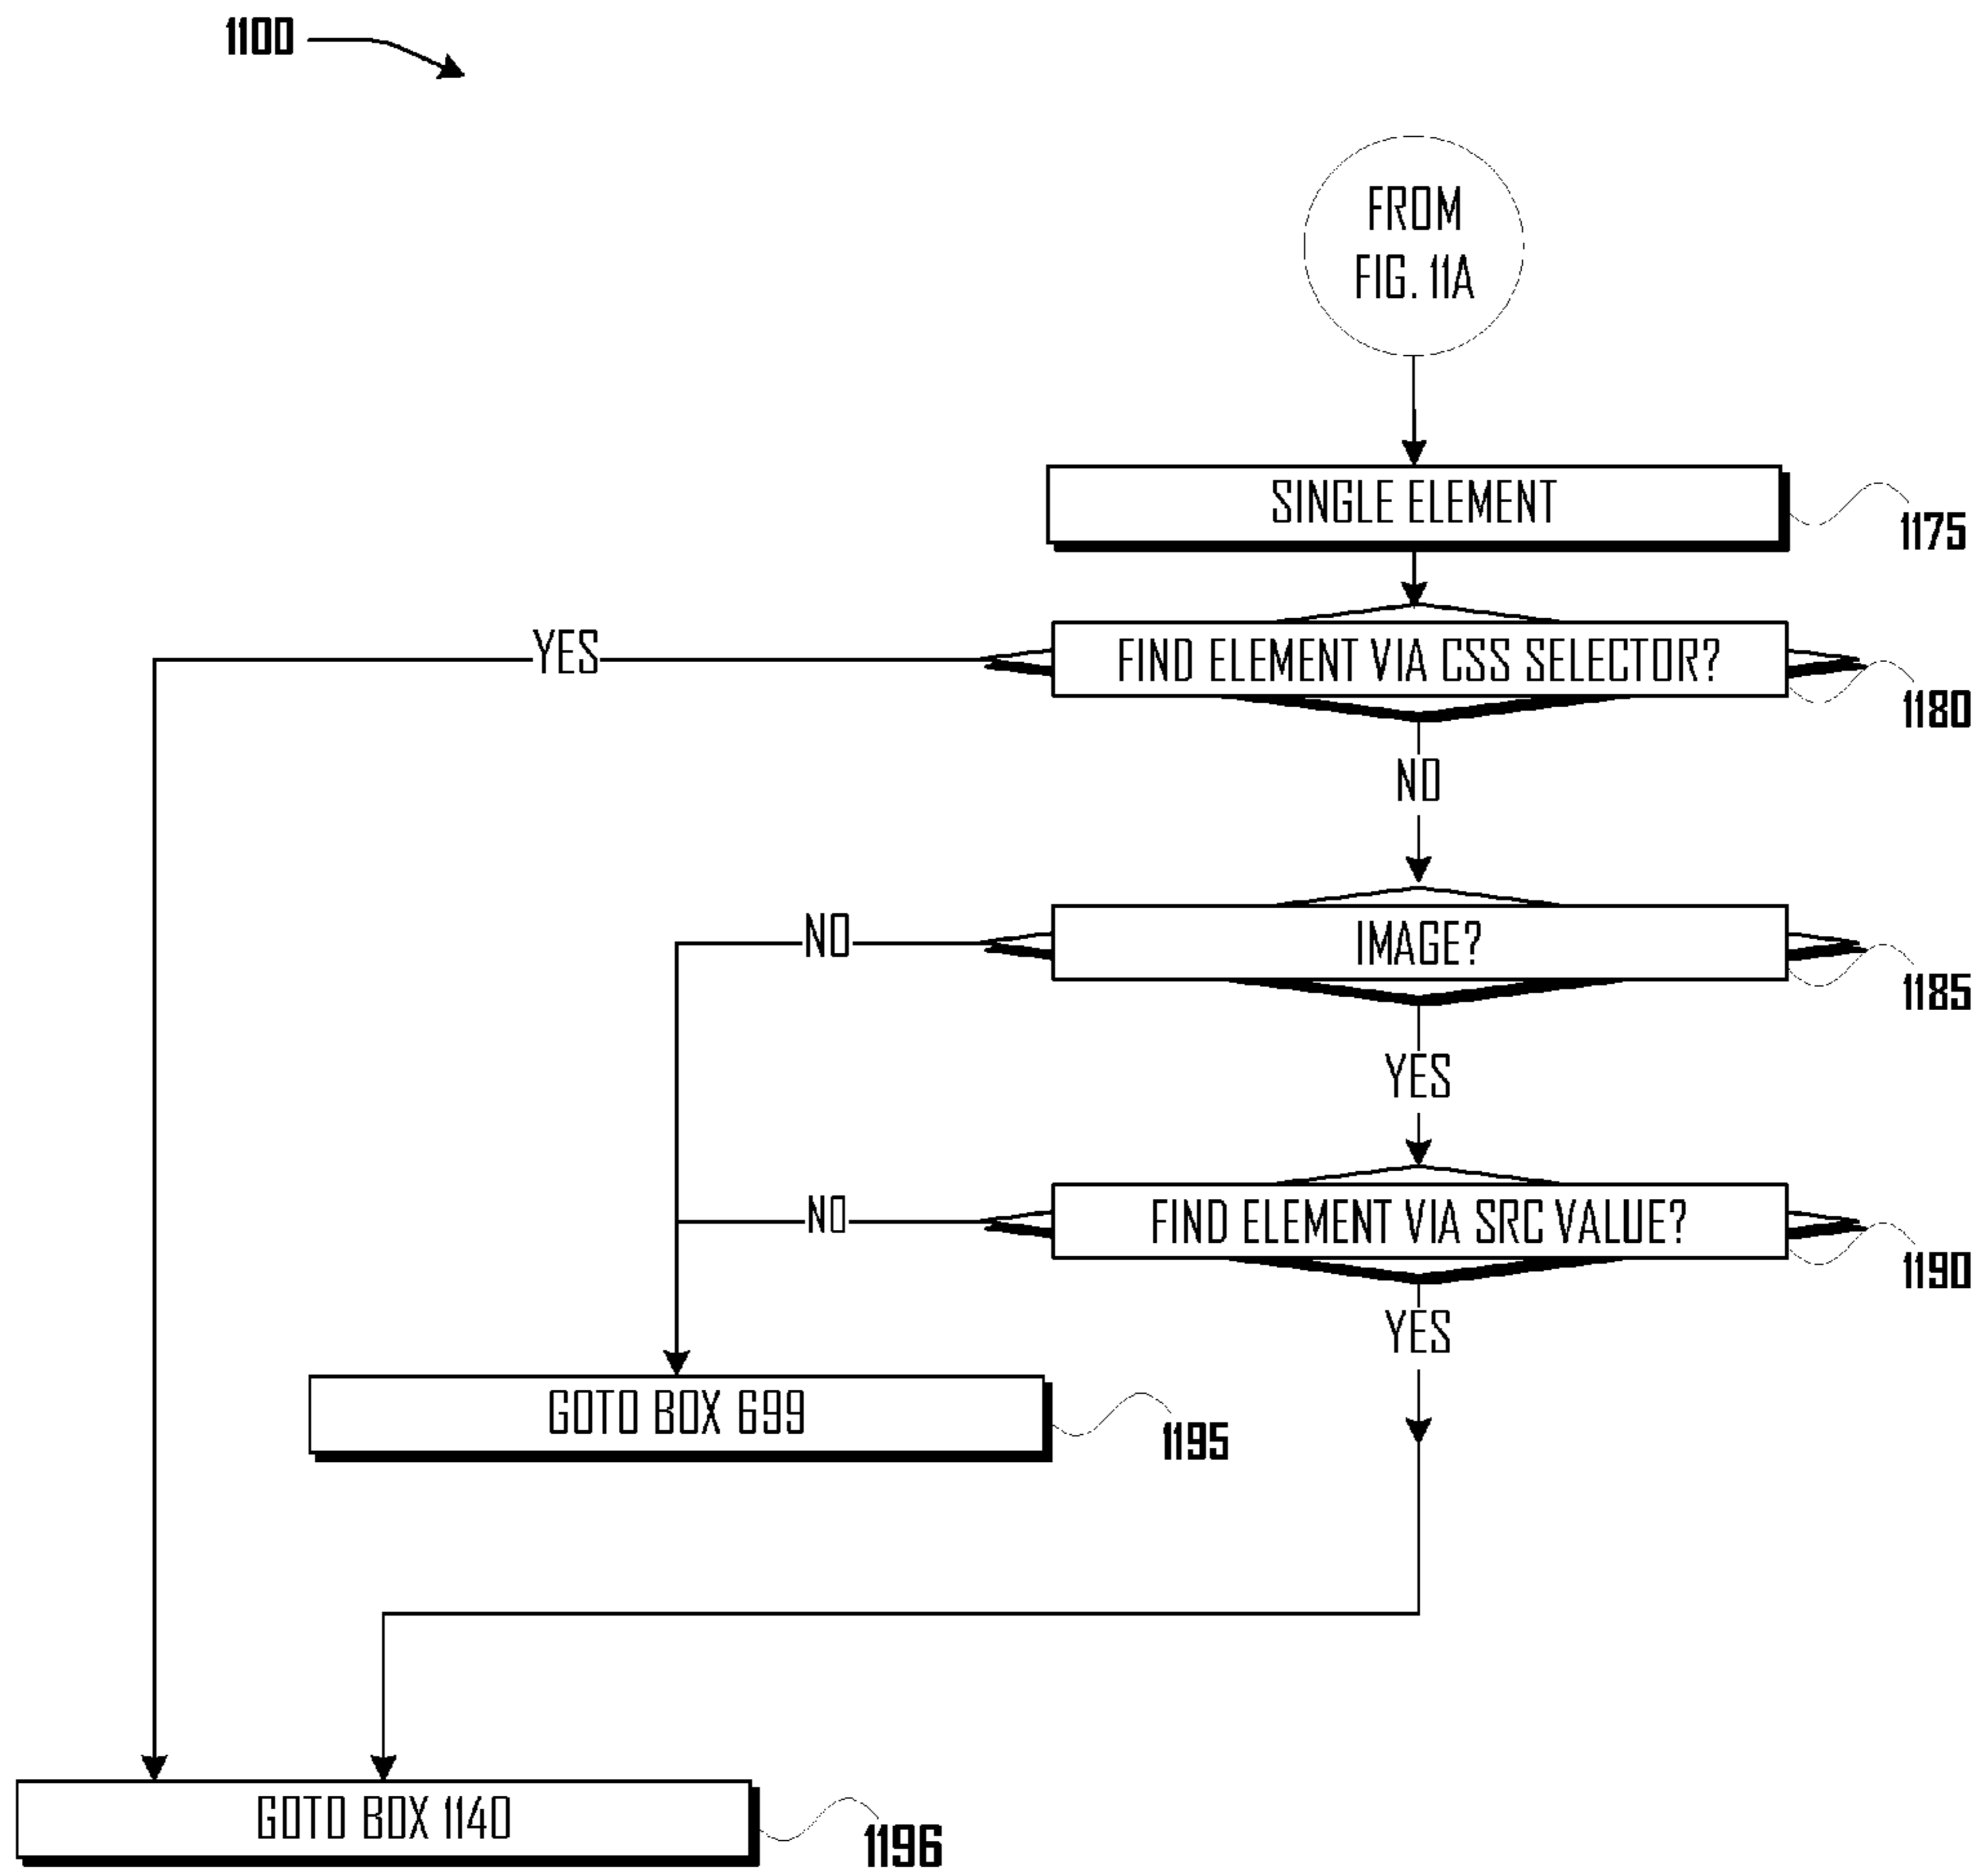 1100
FROM
FIG. 11A
SINGLE ELEMENT
1175
FIND ELEMENT VIA CSS SELECTOR?
1180
YES
NO
IMAGE?
1185
NO
YES
FIND ELEMENT VIA SRC VALUE?
1190
NO
YES
GOTO BOX 699
1195
GOTO BOX 1140
1196